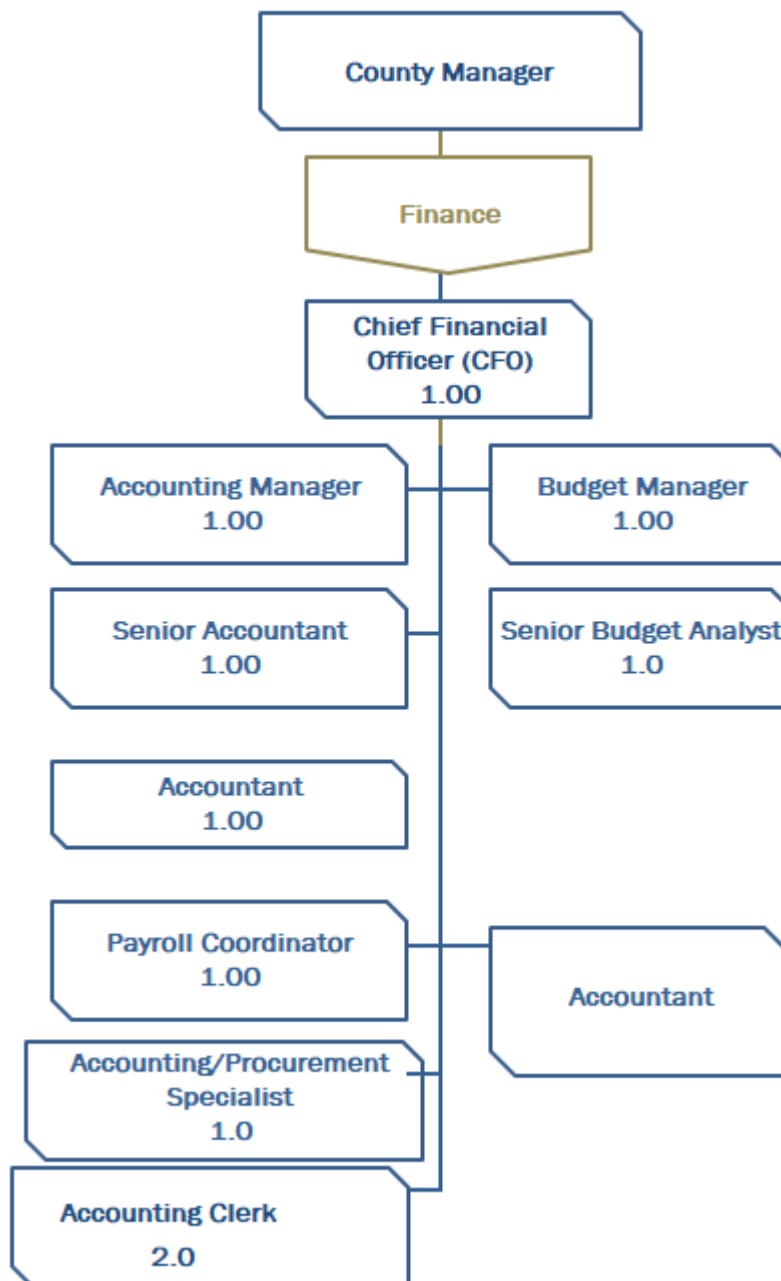 County Manager
Finance
Chief Financial
Officer (CFO)
1.00
Accounting Manager
1.00
Budget Manager
1.00
Senior Accountant
1.00
Senior Budget Analyst
1.0
Accountant
1.00
Payroll Coordinator
1.00
Accountant
Accounting/Procurement
Specialist
1.0
Accounting Clerk
2.0